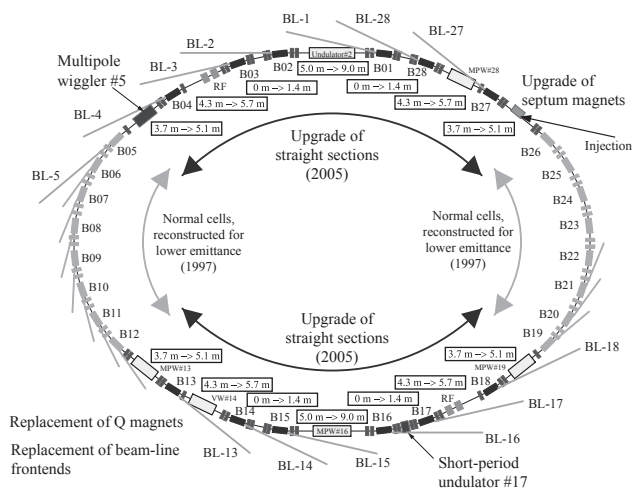 BL-1
BL-28
BL-27
BL-2
BL-3
Undulator#2
B02
B01
B03
B28
RF
MPW#28
5.0 m –> 9.0 m
0 m –> 1.4 m
0 m –> 1.4 m
Multipole
wiggler #5
Upgrade of
septum magnets
B04
4.3 m –> 5.7 m
4.3 m –> 5.7 m
B27
BL-4
3.7 m –> 5.1 m
3.7 m –> 5.1 m
Injection
B05
B26
Upgrade of
straight sections
(2005)
BL-5
B06
B25
B07
B24
B08
B23
Normal cells,
reconstructed for
lower emittance
(1997)
Normal cells,
reconstructed for
lower emittance
(1997)
B09
B22
B10
B21
B11
B20
B12
B19
Upgrade of
straight sections
(2005)
3.7 m –> 5.1 m
3.7 m –> 5.1 m
BL-18
MPW#13
MPW#19
B13
4.3 m –> 5.7 m
4.3 m –> 5.7 m
B18
VW#14
0 m –> 1.4 m
0 m –> 1.4 m
RF
BL-17
B14
B15
5.0 m –> 9.0 m
B16
B17
MPW#16
Replacement of Q magnets
Replacement of beam-line
frontends
BL-13
BL-14
BL-15
BL-16
Short-period
undulator #17